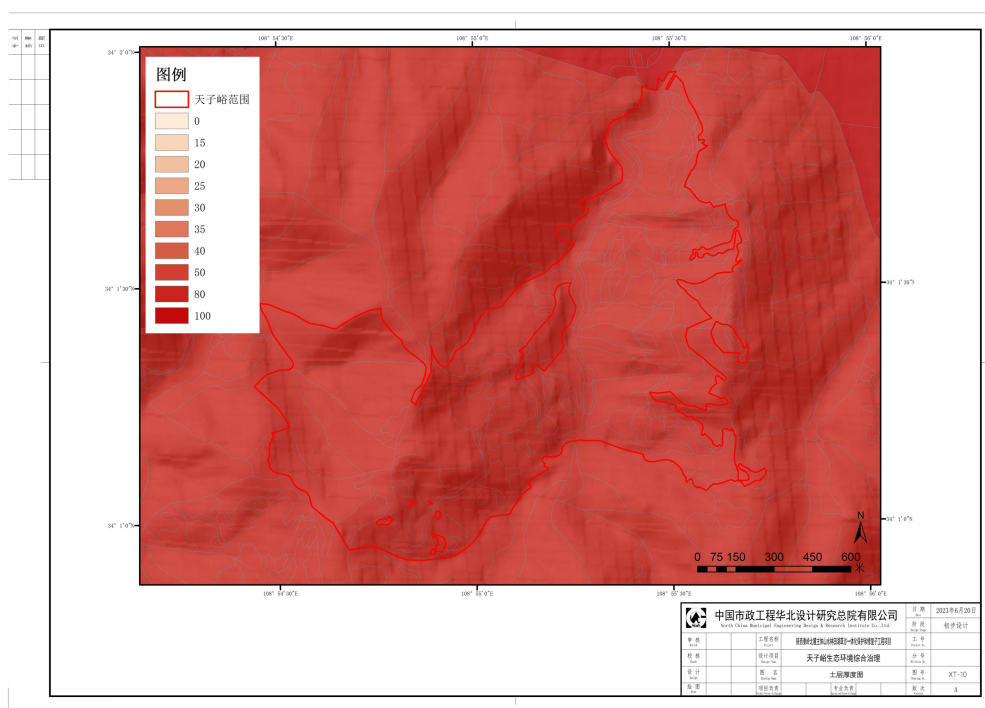 108° 54′30″E
108° 55′0″E
108° 55′30″E
108° 56′0″E
34° 2′0″N
图例
天子峪范围
0
15
20
25
30
35
40
50
80
100
34° 1′30″N
34° 1′30″N
34° 1′0″N
34° 1′0″N
N
0 75 150 300 450 600
米
108° 54′30″E
108° 55′0″E
108° 55′30″E
108° 56′0″E
中国市政工程华北设计研究总院有限公司
North China Municipal Engineering Design & Research Institute Co.,Ltd.
日 期 2023年6月20日
阶 段 初步设计
审 核 工程名称 工 号
校 核 设计项目 天子峪生态环境综合治理 分 号
设 计 图 名 土层厚度图 图 号 XT-10
绘 图 项目负责 专业负责 版 次 A